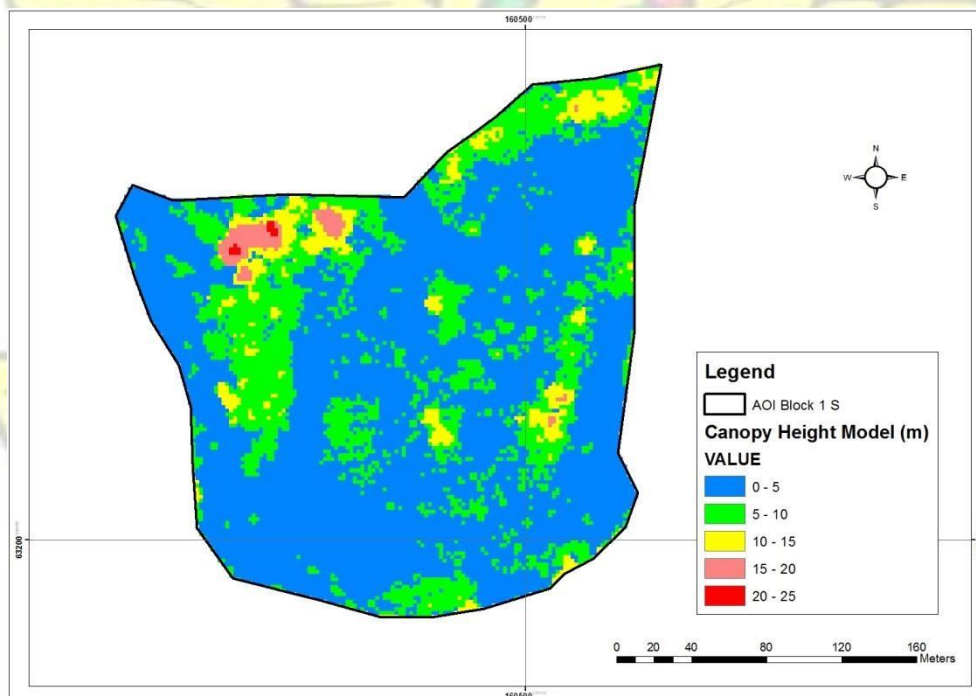 160500
N
W E
S
63200
Legend
AOI Block 1 S
Canopy Height Model (m)
VALUE
0 - 5
5 - 10
10 - 15
15 - 20
20 - 25
0 20 40 80 120 160
Meters
160500